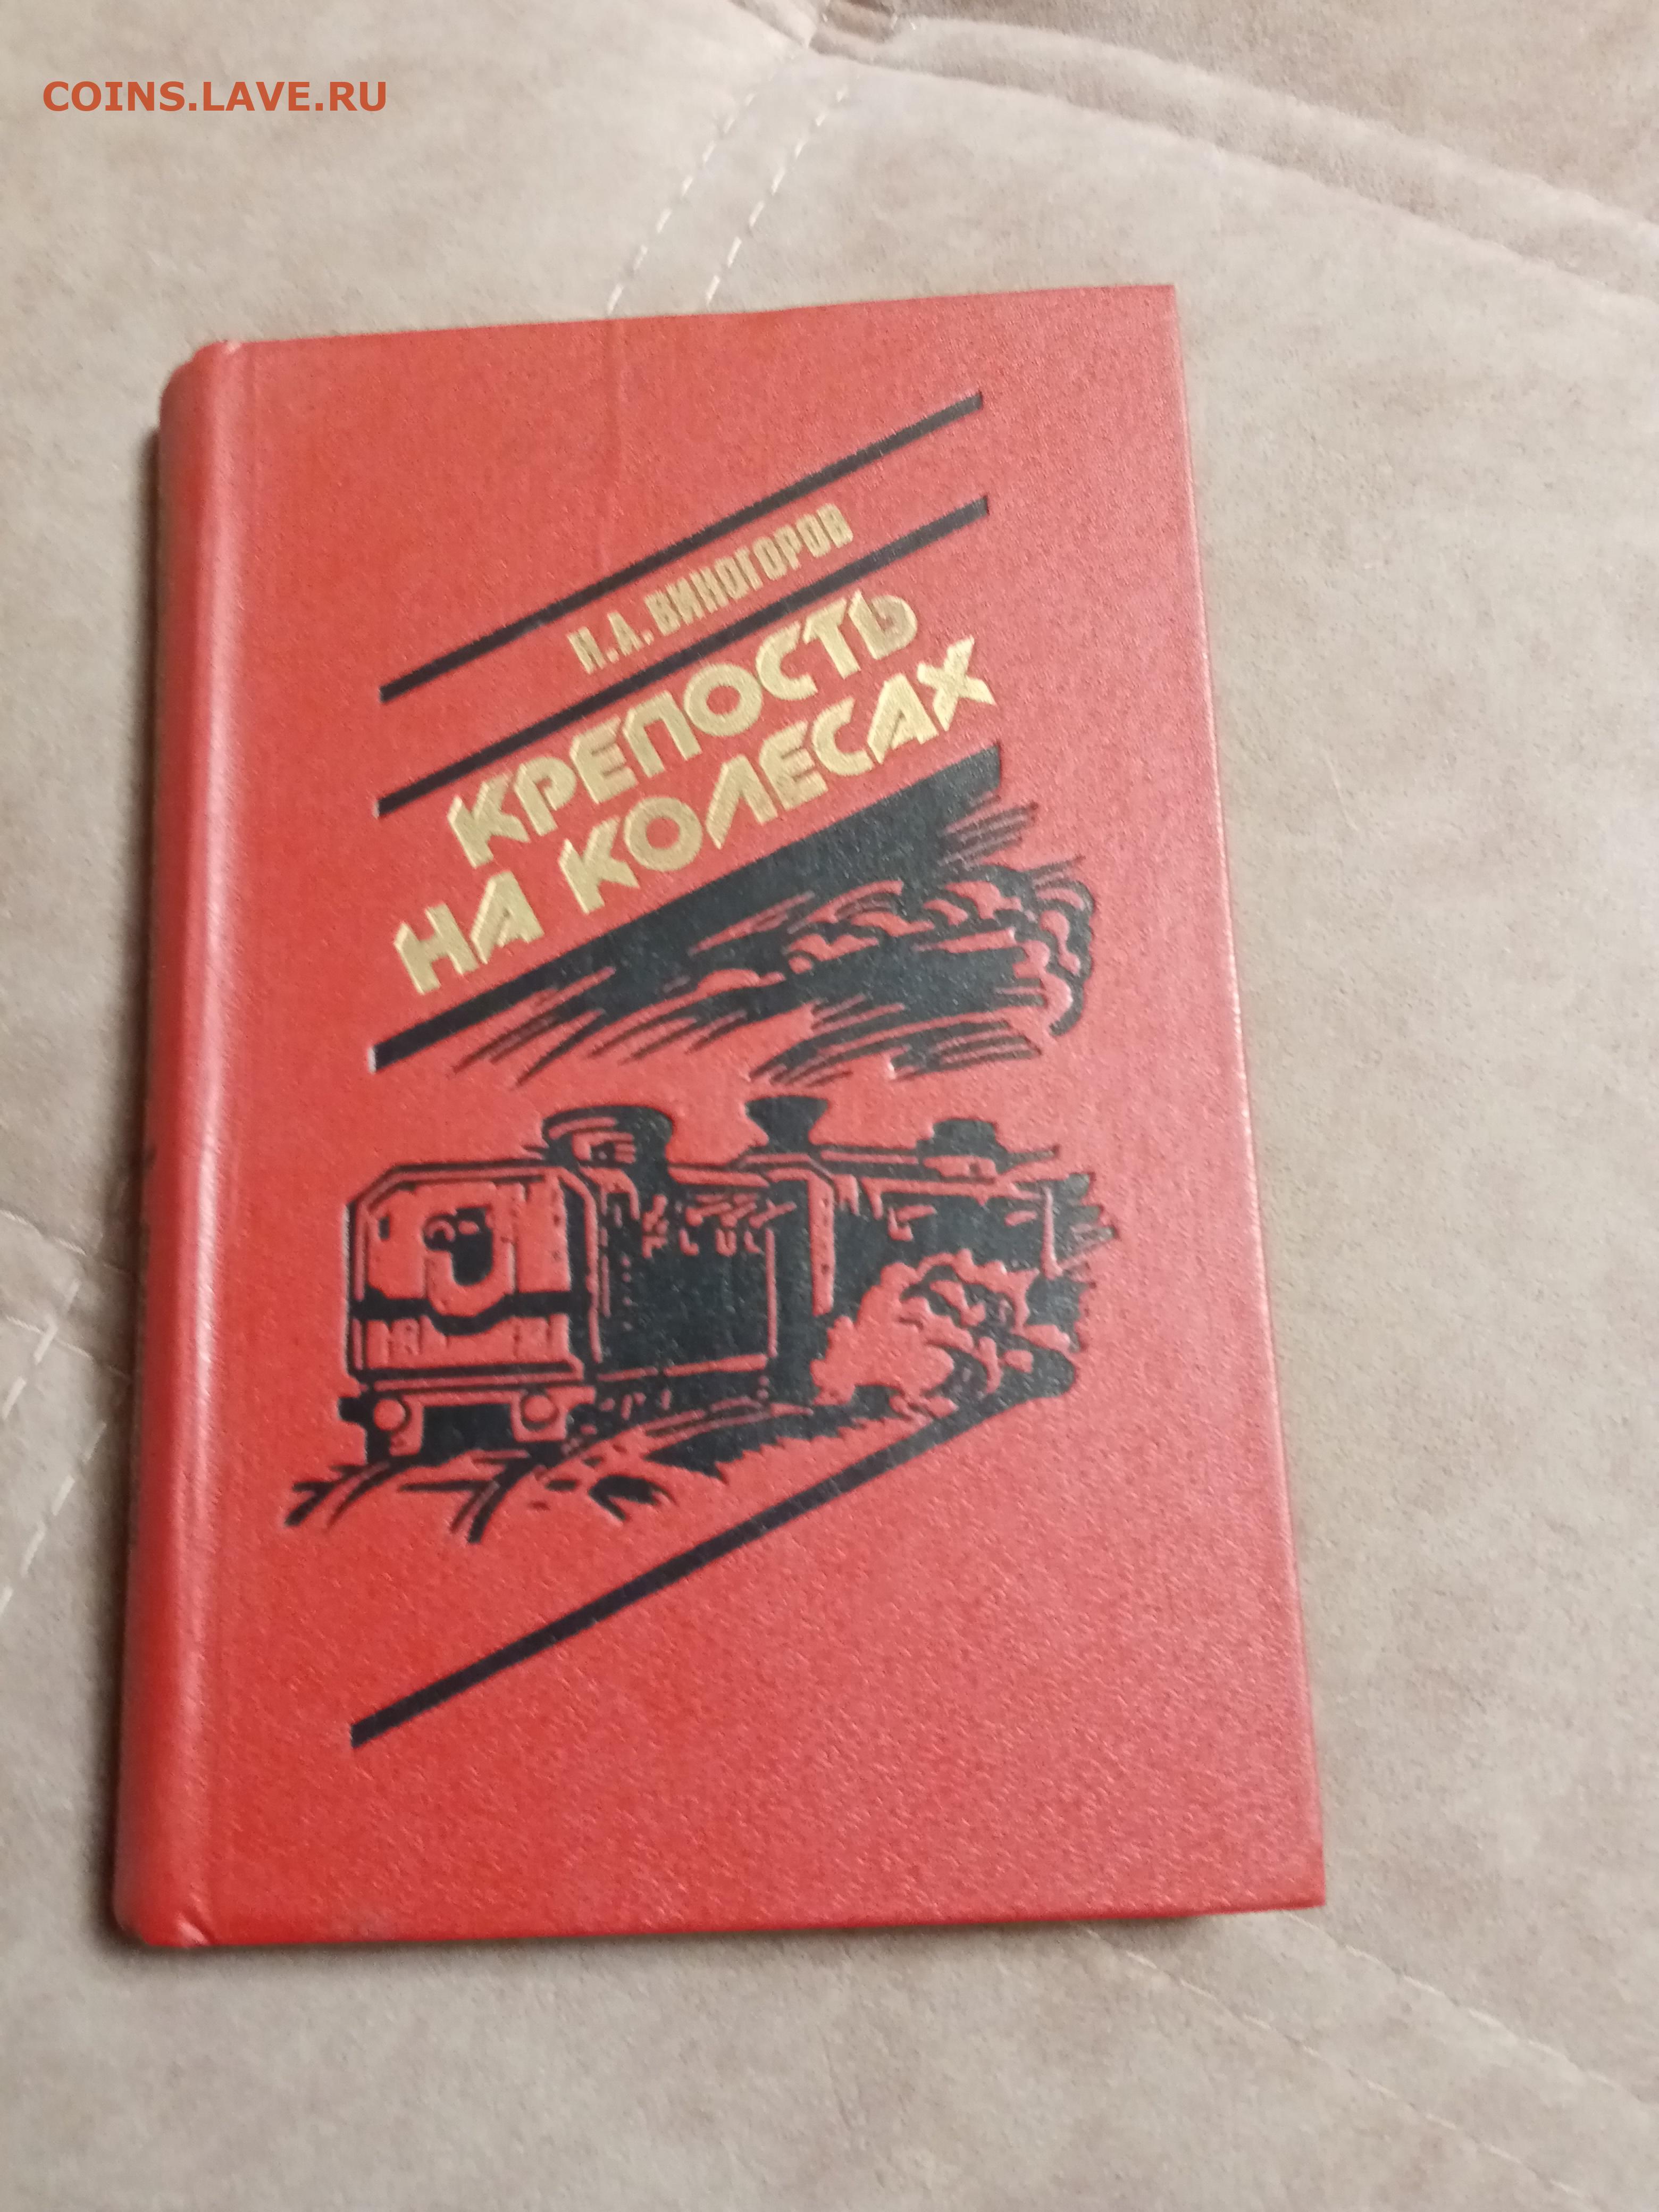 COINS.LAVE.RU
Н.А. ВИНОГОРОВ
КРЕПОСТЬ
НА КОЛЕСАХ